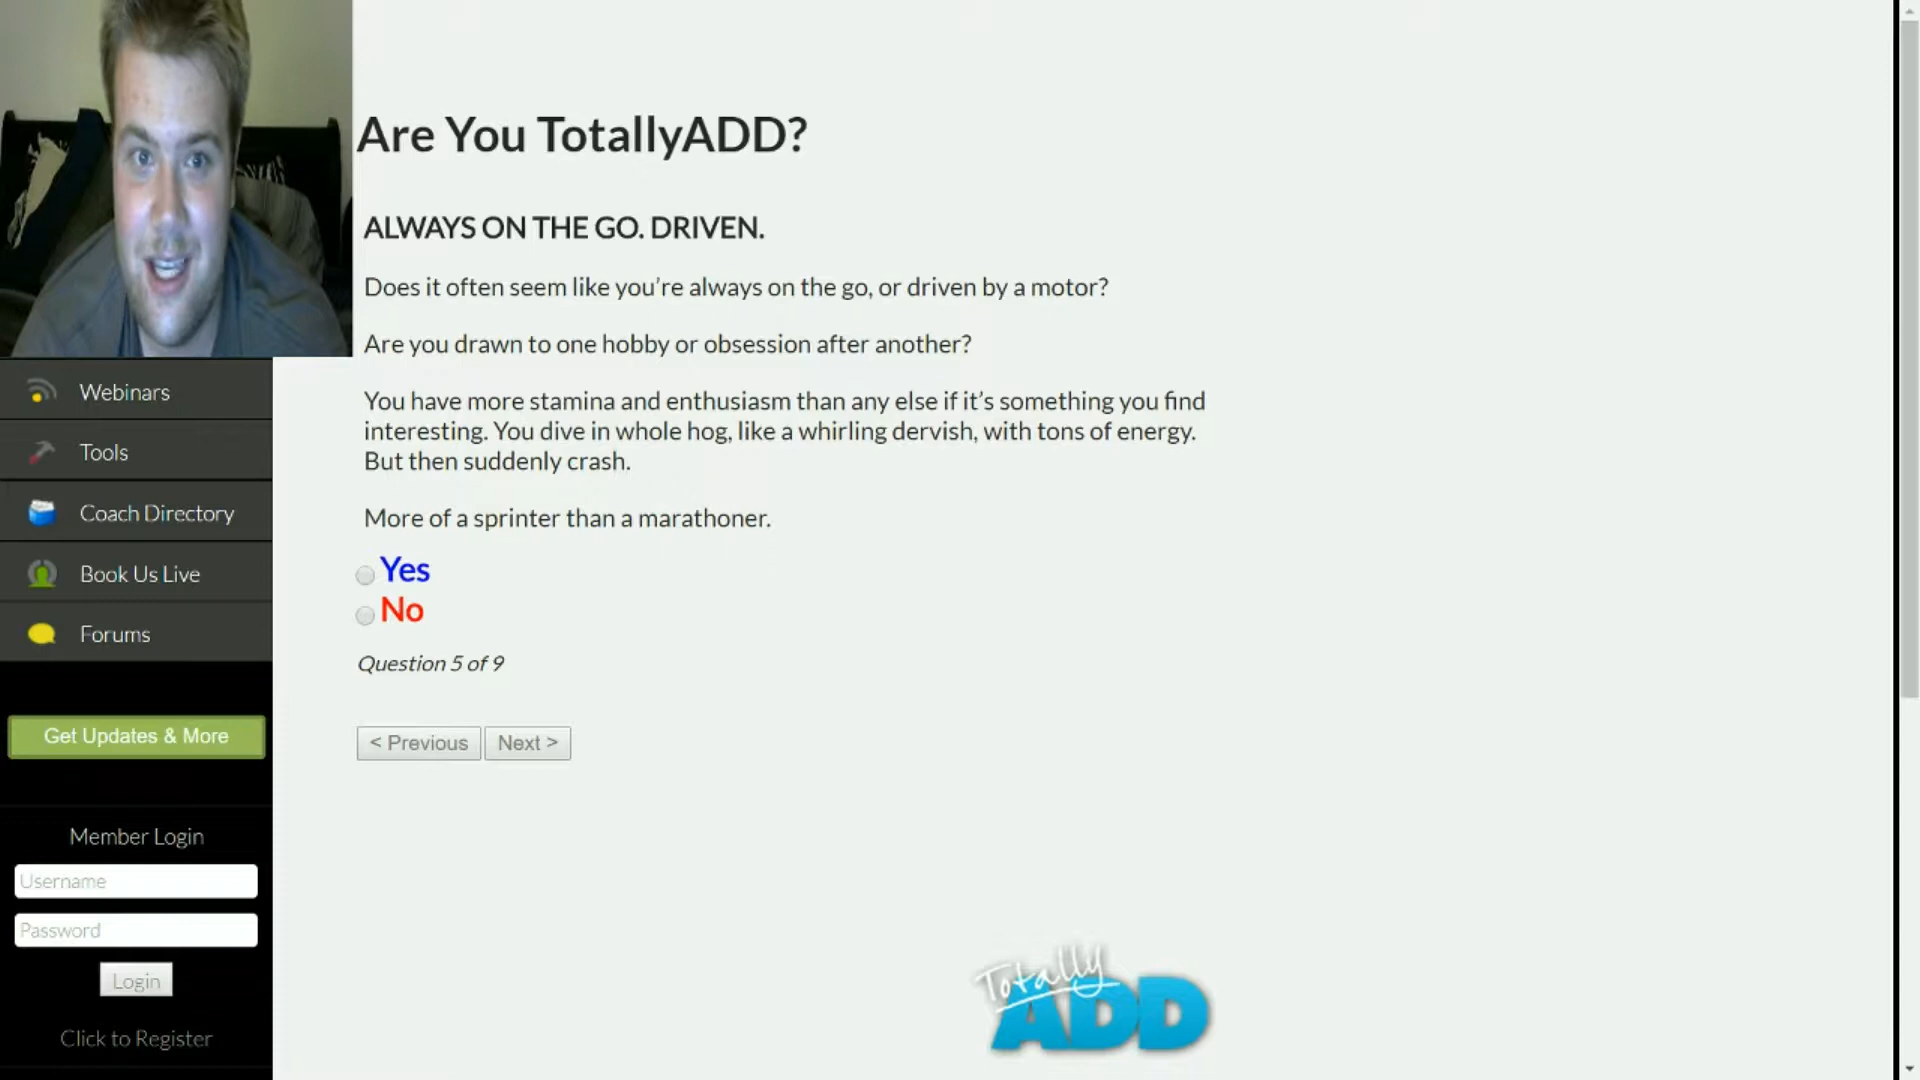 Are You TotallyADD?
ALWAYS ON THE GO. DRIVEN.
Does it often seem like you’re always on the go, or driven by a motor?
Are you drawn to one hobby or obsession after another?
You have more stamina and enthusiasm than any else if it’s something you find
interesting. You dive in whole hog, like a whirling dervish, with tons of energy.
But then suddenly crash.
More of a sprinter than a marathoner.
Yes
No
Question 5 of 9
< Previous
Next >
Webinars
Tools
Coach Directory
Book Us Live
Forums
Get Updates & More
Member Login
Username
Password
Login
Click to Register
Totally
ADD